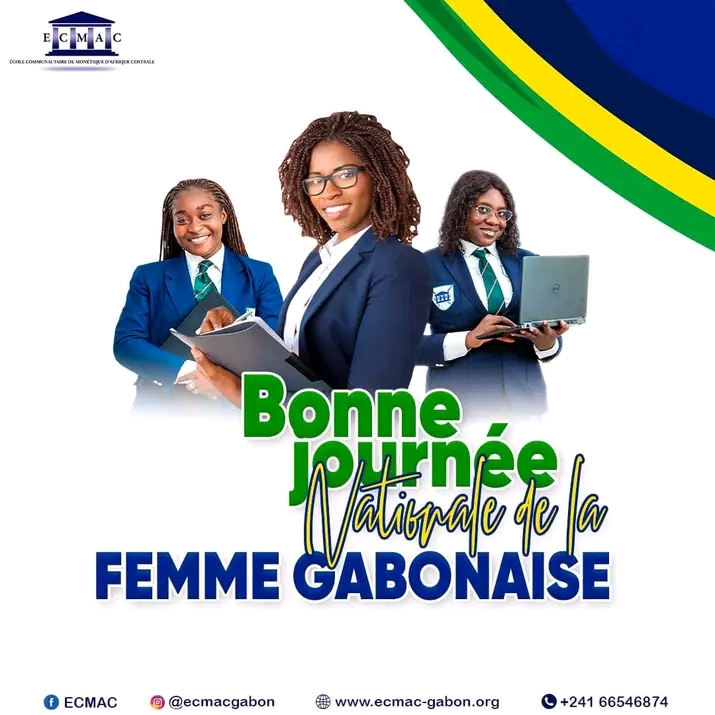 E C M A C
ÉCOLE COMMUNAUTAIRE DE MONÉTIQUE D'AFRIQUE CENTRALE
DELL
Bonne
journée
Nationale de la
FEMME GABONAISE
ECMAC
@ecmacgabon
www.ecmac-gabon.org
+241 66546874